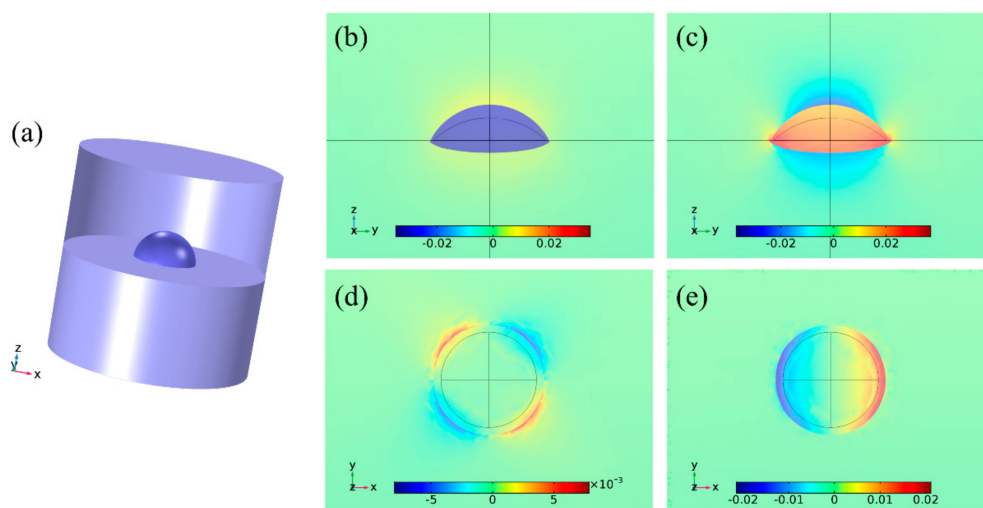 (a)
z
y x
(b)
z
x y
-0.02 0 0.02
(c)
z
x y
-0.02 0 0.02
(d)
y
z x
×10⁻³
-5 0 5
(e)
y
z x
-0.02 -0.01 0 0.01 0.02